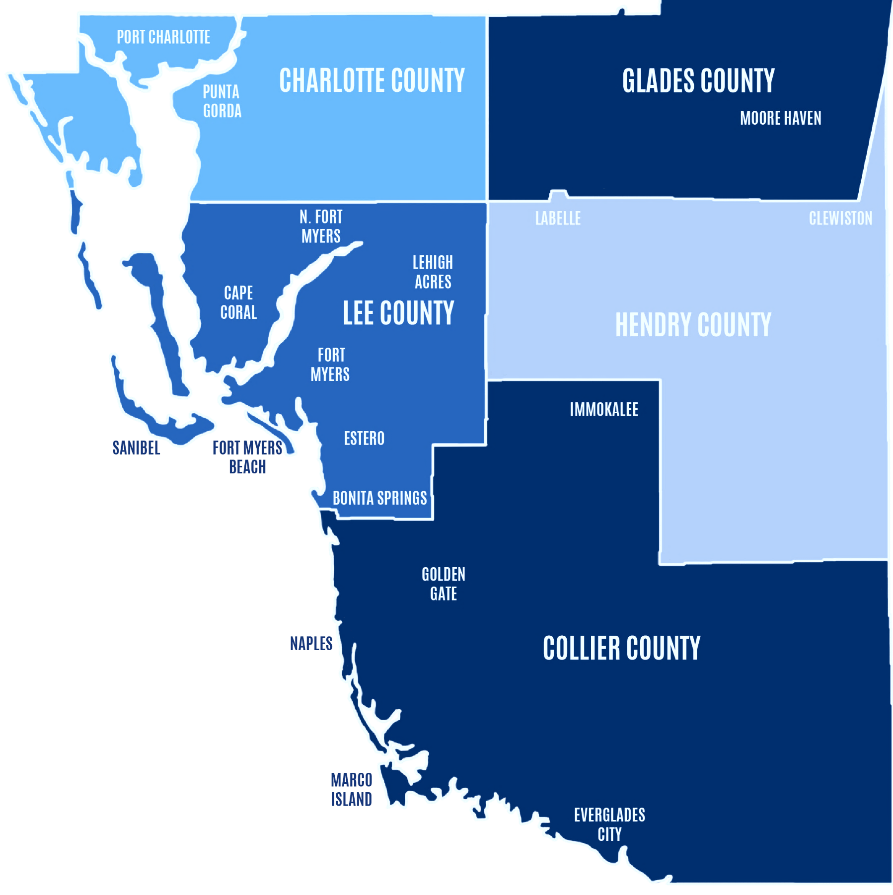 PORT CHARLOTTE
CHARLOTTE COUNTY
GLADES COUNTY
PUNTA
GORDA
MOORE HAVEN
N. FORT
MYERS
LABELLE
CLEWISTON
LEHIGH
ACRES
CAPE
CORAL
LEE COUNTY
HENDRY COUNTY
FORT
MYERS
IMMOKALEE
ESTERO
SANIBEL
FORT MYERS
BEACH
BONITA SPRINGS
GOLDEN
GATE
NAPLES
COLLIER COUNTY
MARCO
ISLAND
EVERGLADES
CITY